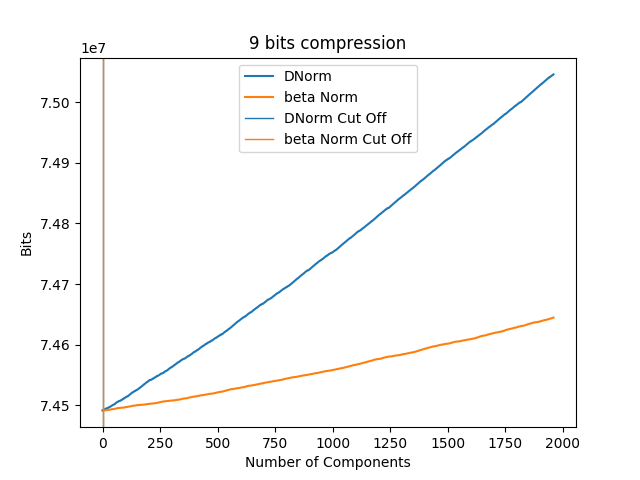 9 bits compression
1e7
DNorm
beta Norm
DNorm Cut Off
beta Norm Cut Off
7.50
7.49
7.48
7.47
7.46
7.45
Bits
0 250 500 750 1000 1250 1500 1750 2000
Number of Components